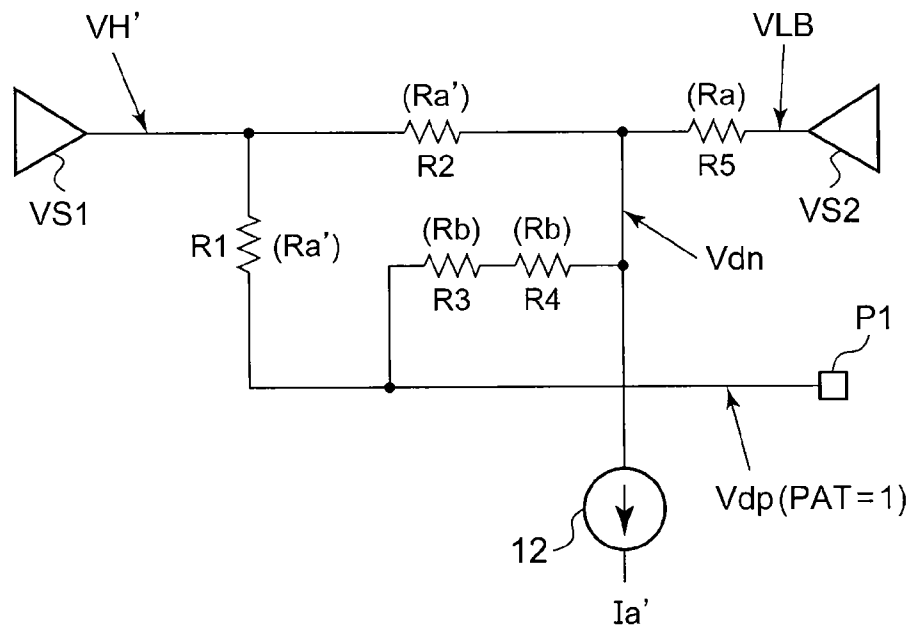 VH'
VLB
(Ra')
(Ra)
R2
R5
VS1
VS2
R1
(Ra')
(Rb)
(Rb)
R3
R4
Vdn
P1
Vdp (PAT=1)
12
Ia'